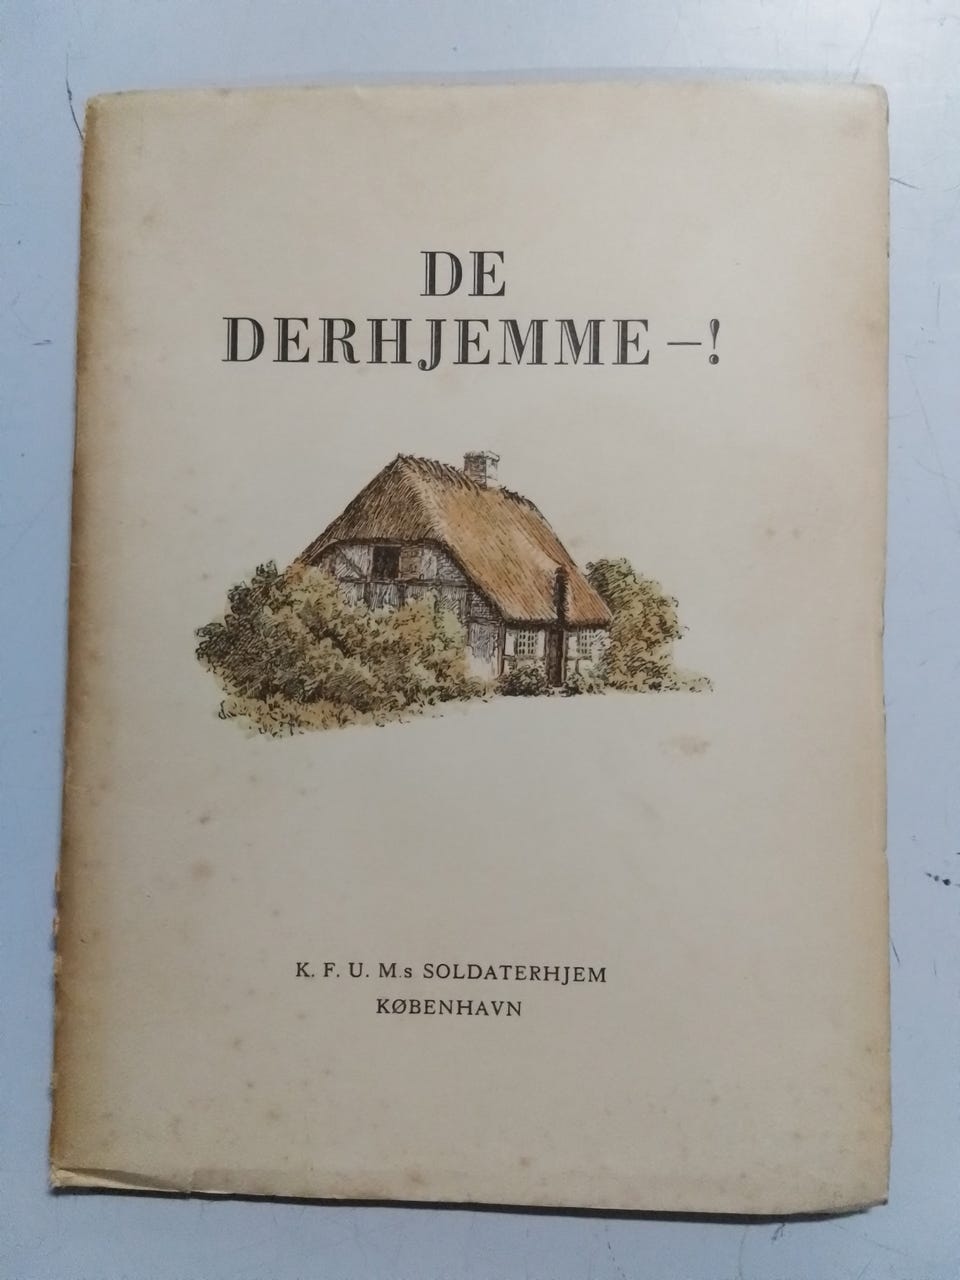 DE
DERHJEMME –!
K. F. U. M.s SOLDATERHJEM
KØBENHAVN